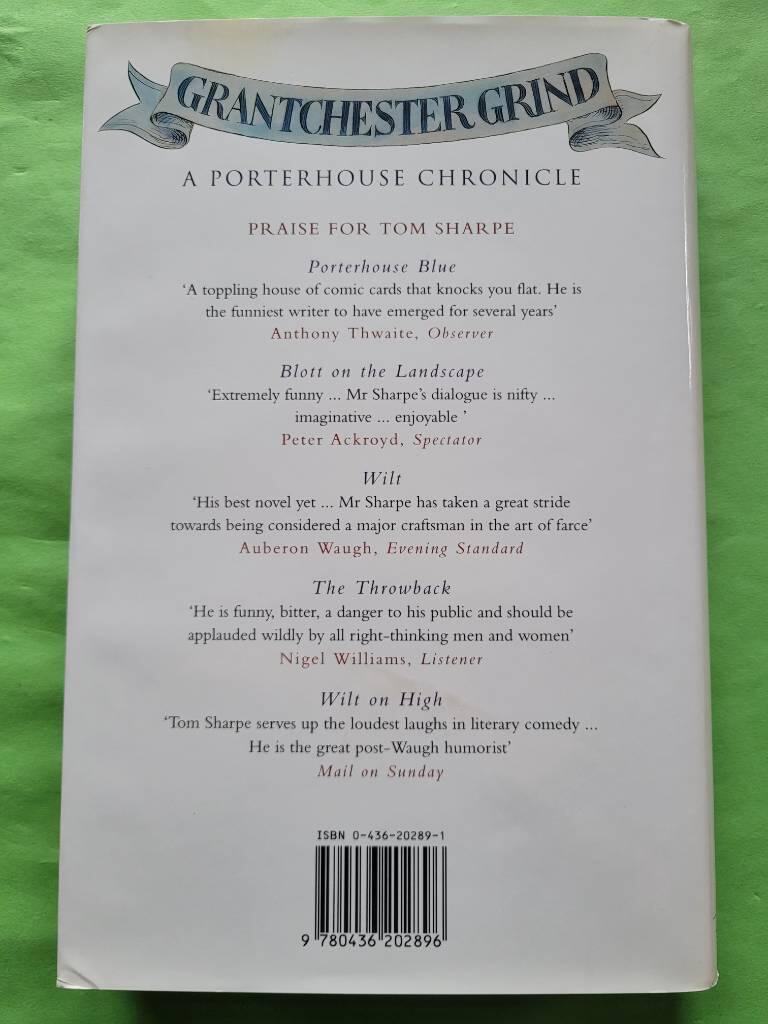 GRANTCHESTER GRIND
A PORTERHOUSE CHRONICLE
PRAISE FOR TOM SHARPE
Porterhouse Blue
‘A toppling house of comic cards that knocks you flat. He is
the funniest writer to have emerged for several years’
Anthony Thwaite, Observer
Blott on the Landscape
‘Extremely funny ... Mr Sharpe’s dialogue is nifty ...
imaginative ... enjoyable ’
Peter Ackroyd, Spectator
Wilt
‘His best novel yet ... Mr Sharpe has taken a great stride
towards being considered a major craftsman in the art of farce’
Auberon Waugh, Evening Standard
The Throwback
‘He is funny, bitter, a danger to his public and should be
applauded wildly by all right-thinking men and women’
Nigel Williams, Listener
Wilt on High
‘Tom Sharpe serves up the loudest laughs in literary comedy ...
He is the great post-Waugh humorist’
Mail on Sunday
ISBN 0-436-20289-1
9 780436 202896